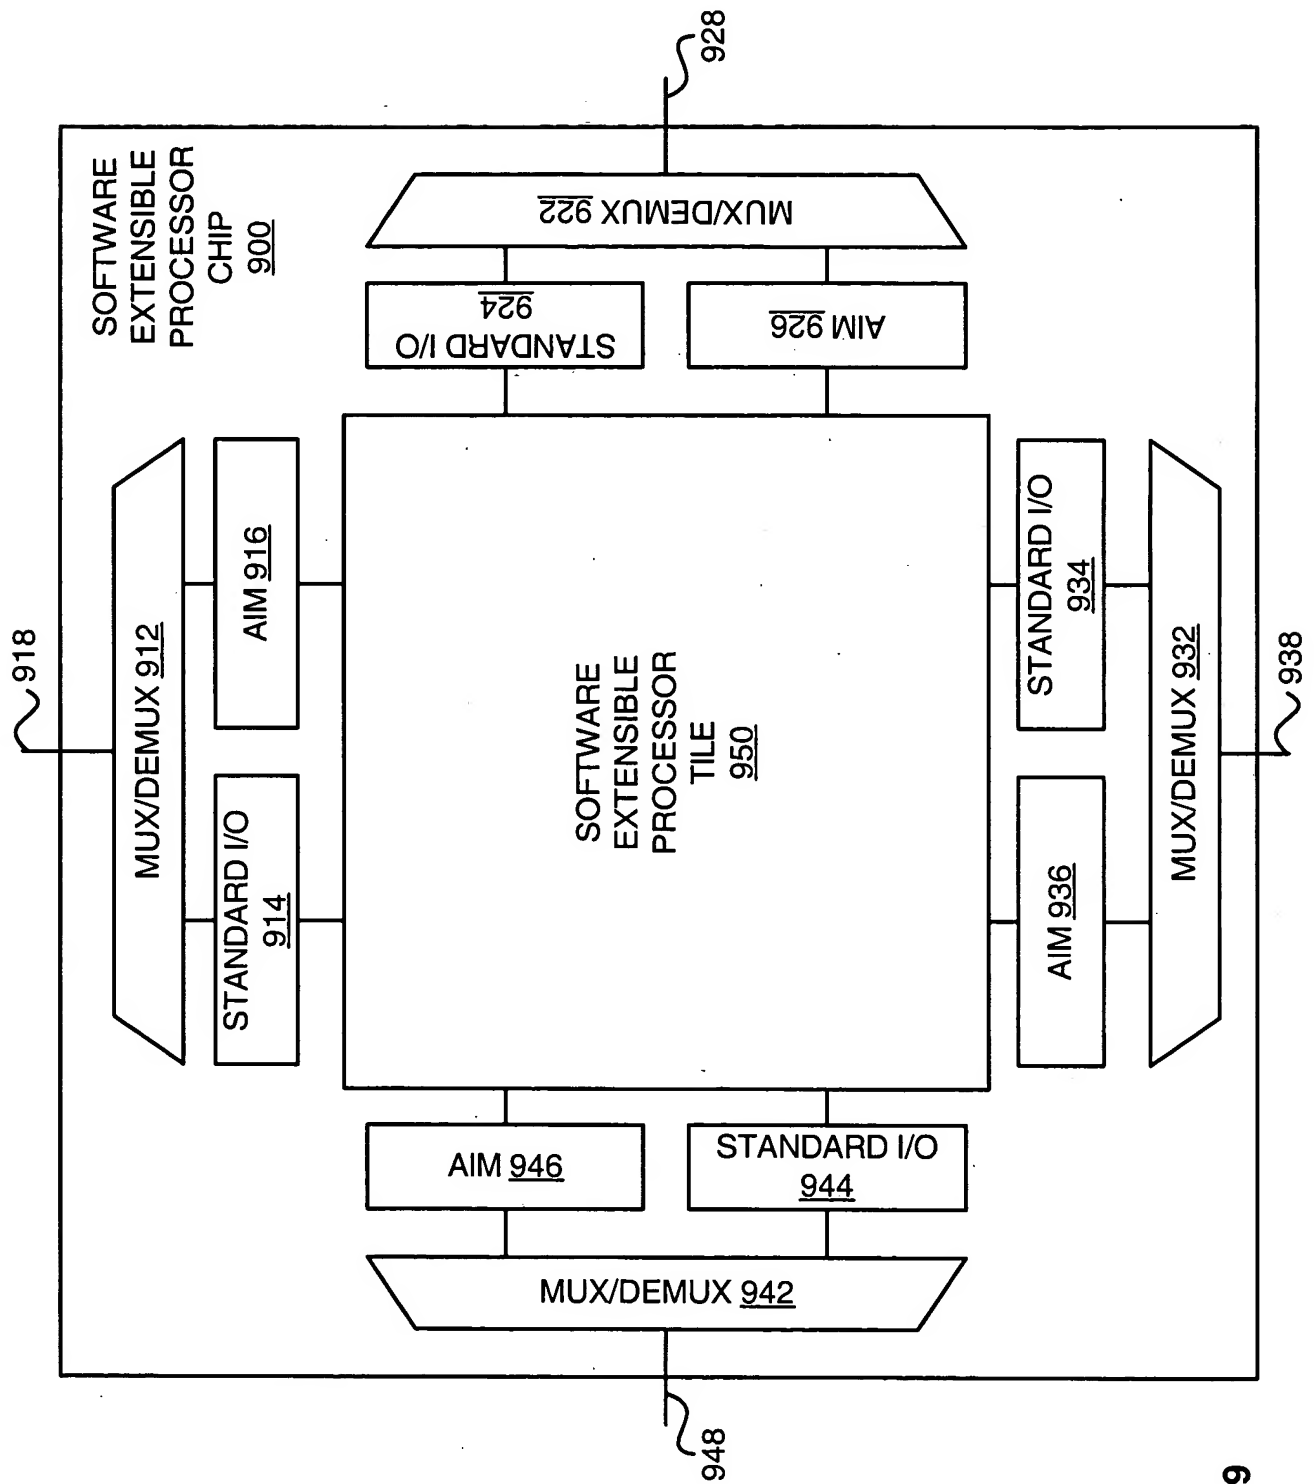 SOFTWARE
EXTENSIBLE
PROCESSOR
CHIP
900
918
928
MUX/DEMUX 912
STANDARD I/O
914
AIM 916
MUX/DEMUX 922
STANDARD I/O
924
AIM 926
SOFTWARE
EXTENSIBLE
PROCESSOR
TILE
950
AIM 946
STANDARD I/O
944
MUX/DEMUX 942
948
AIM 936
STANDARD I/O
934
MUX/DEMUX 932
938
9